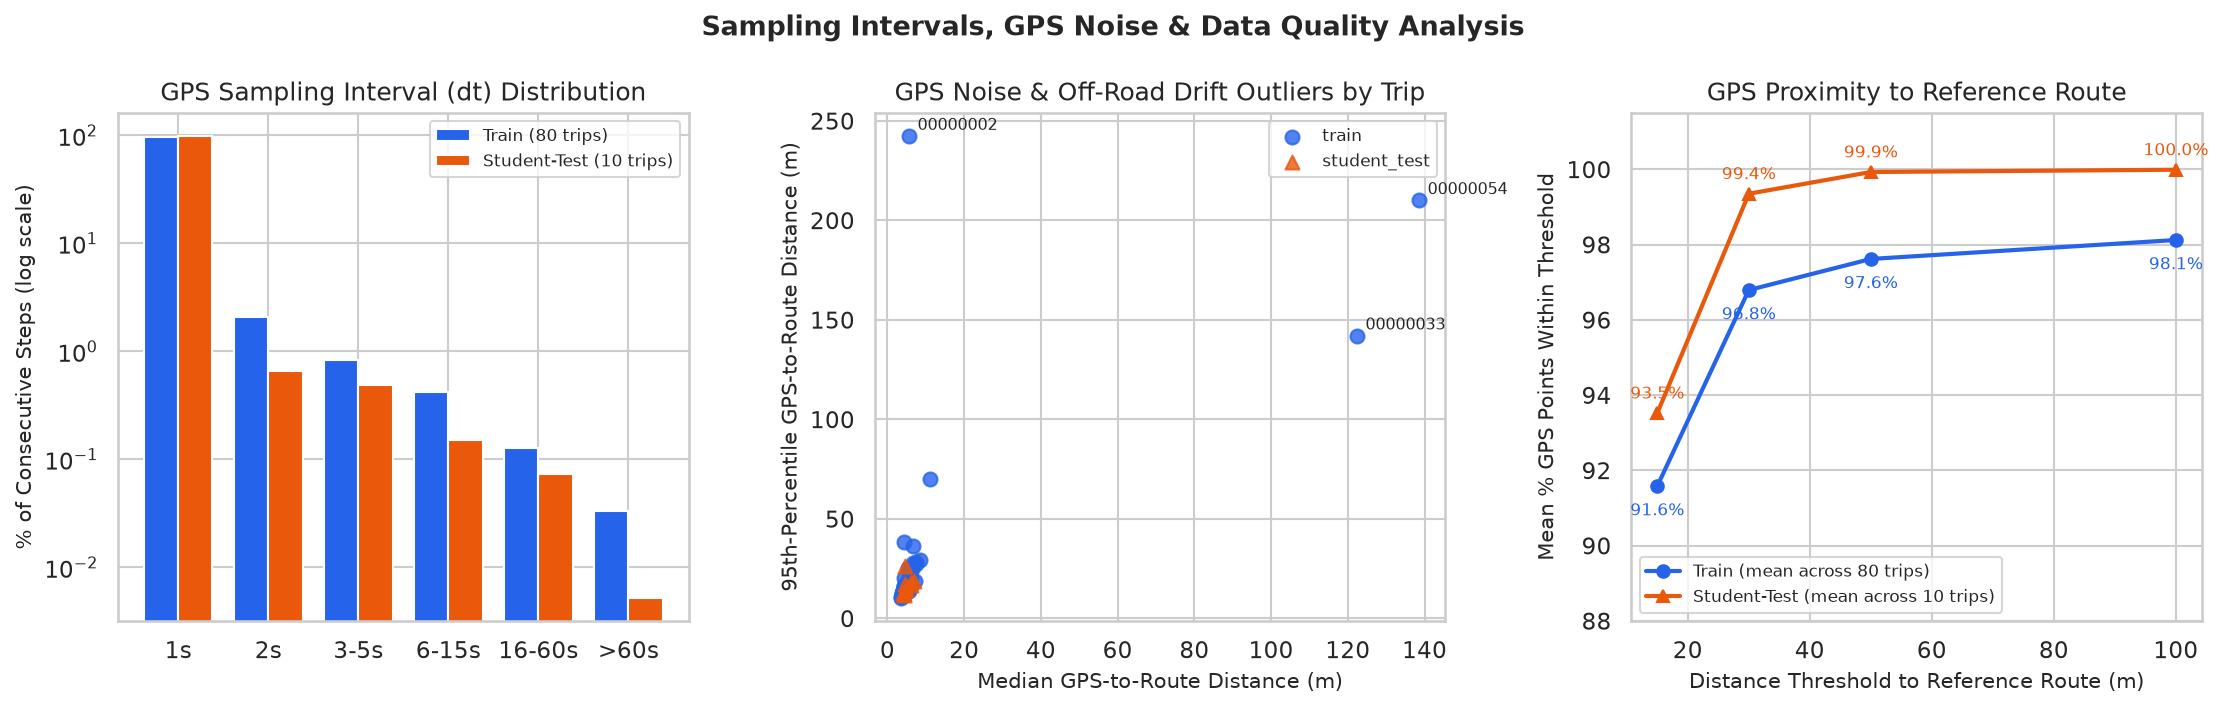 Sampling Intervals, GPS Noise & Data Quality Analysis
GPS Sampling Interval (dt) Distribution
% of Consecutive Steps (log scale)
10²
10¹
10⁰
10⁻¹
10⁻²
Train (80 trips)
Student-Test (10 trips)
1s 2s 3-5s 6-15s 16-60s >60s
GPS Noise & Off-Road Drift Outliers by Trip
95th-Percentile GPS-to-Route Distance (m)
250
200
150
100
50
0
00000002
00000054
00000033
train
student_test
0 20 40 60 80 100 120 140
Median GPS-to-Route Distance (m)
GPS Proximity to Reference Route
Mean % GPS Points Within Threshold
100
98
96
94
92
90
88
99.4%
99.9%
100.0%
93.5%
91.6%
96.8%
97.6%
98.1%
Train (mean across 80 trips)
Student-Test (mean across 10 trips)
20 40 60 80 100
Distance Threshold to Reference Route (m)